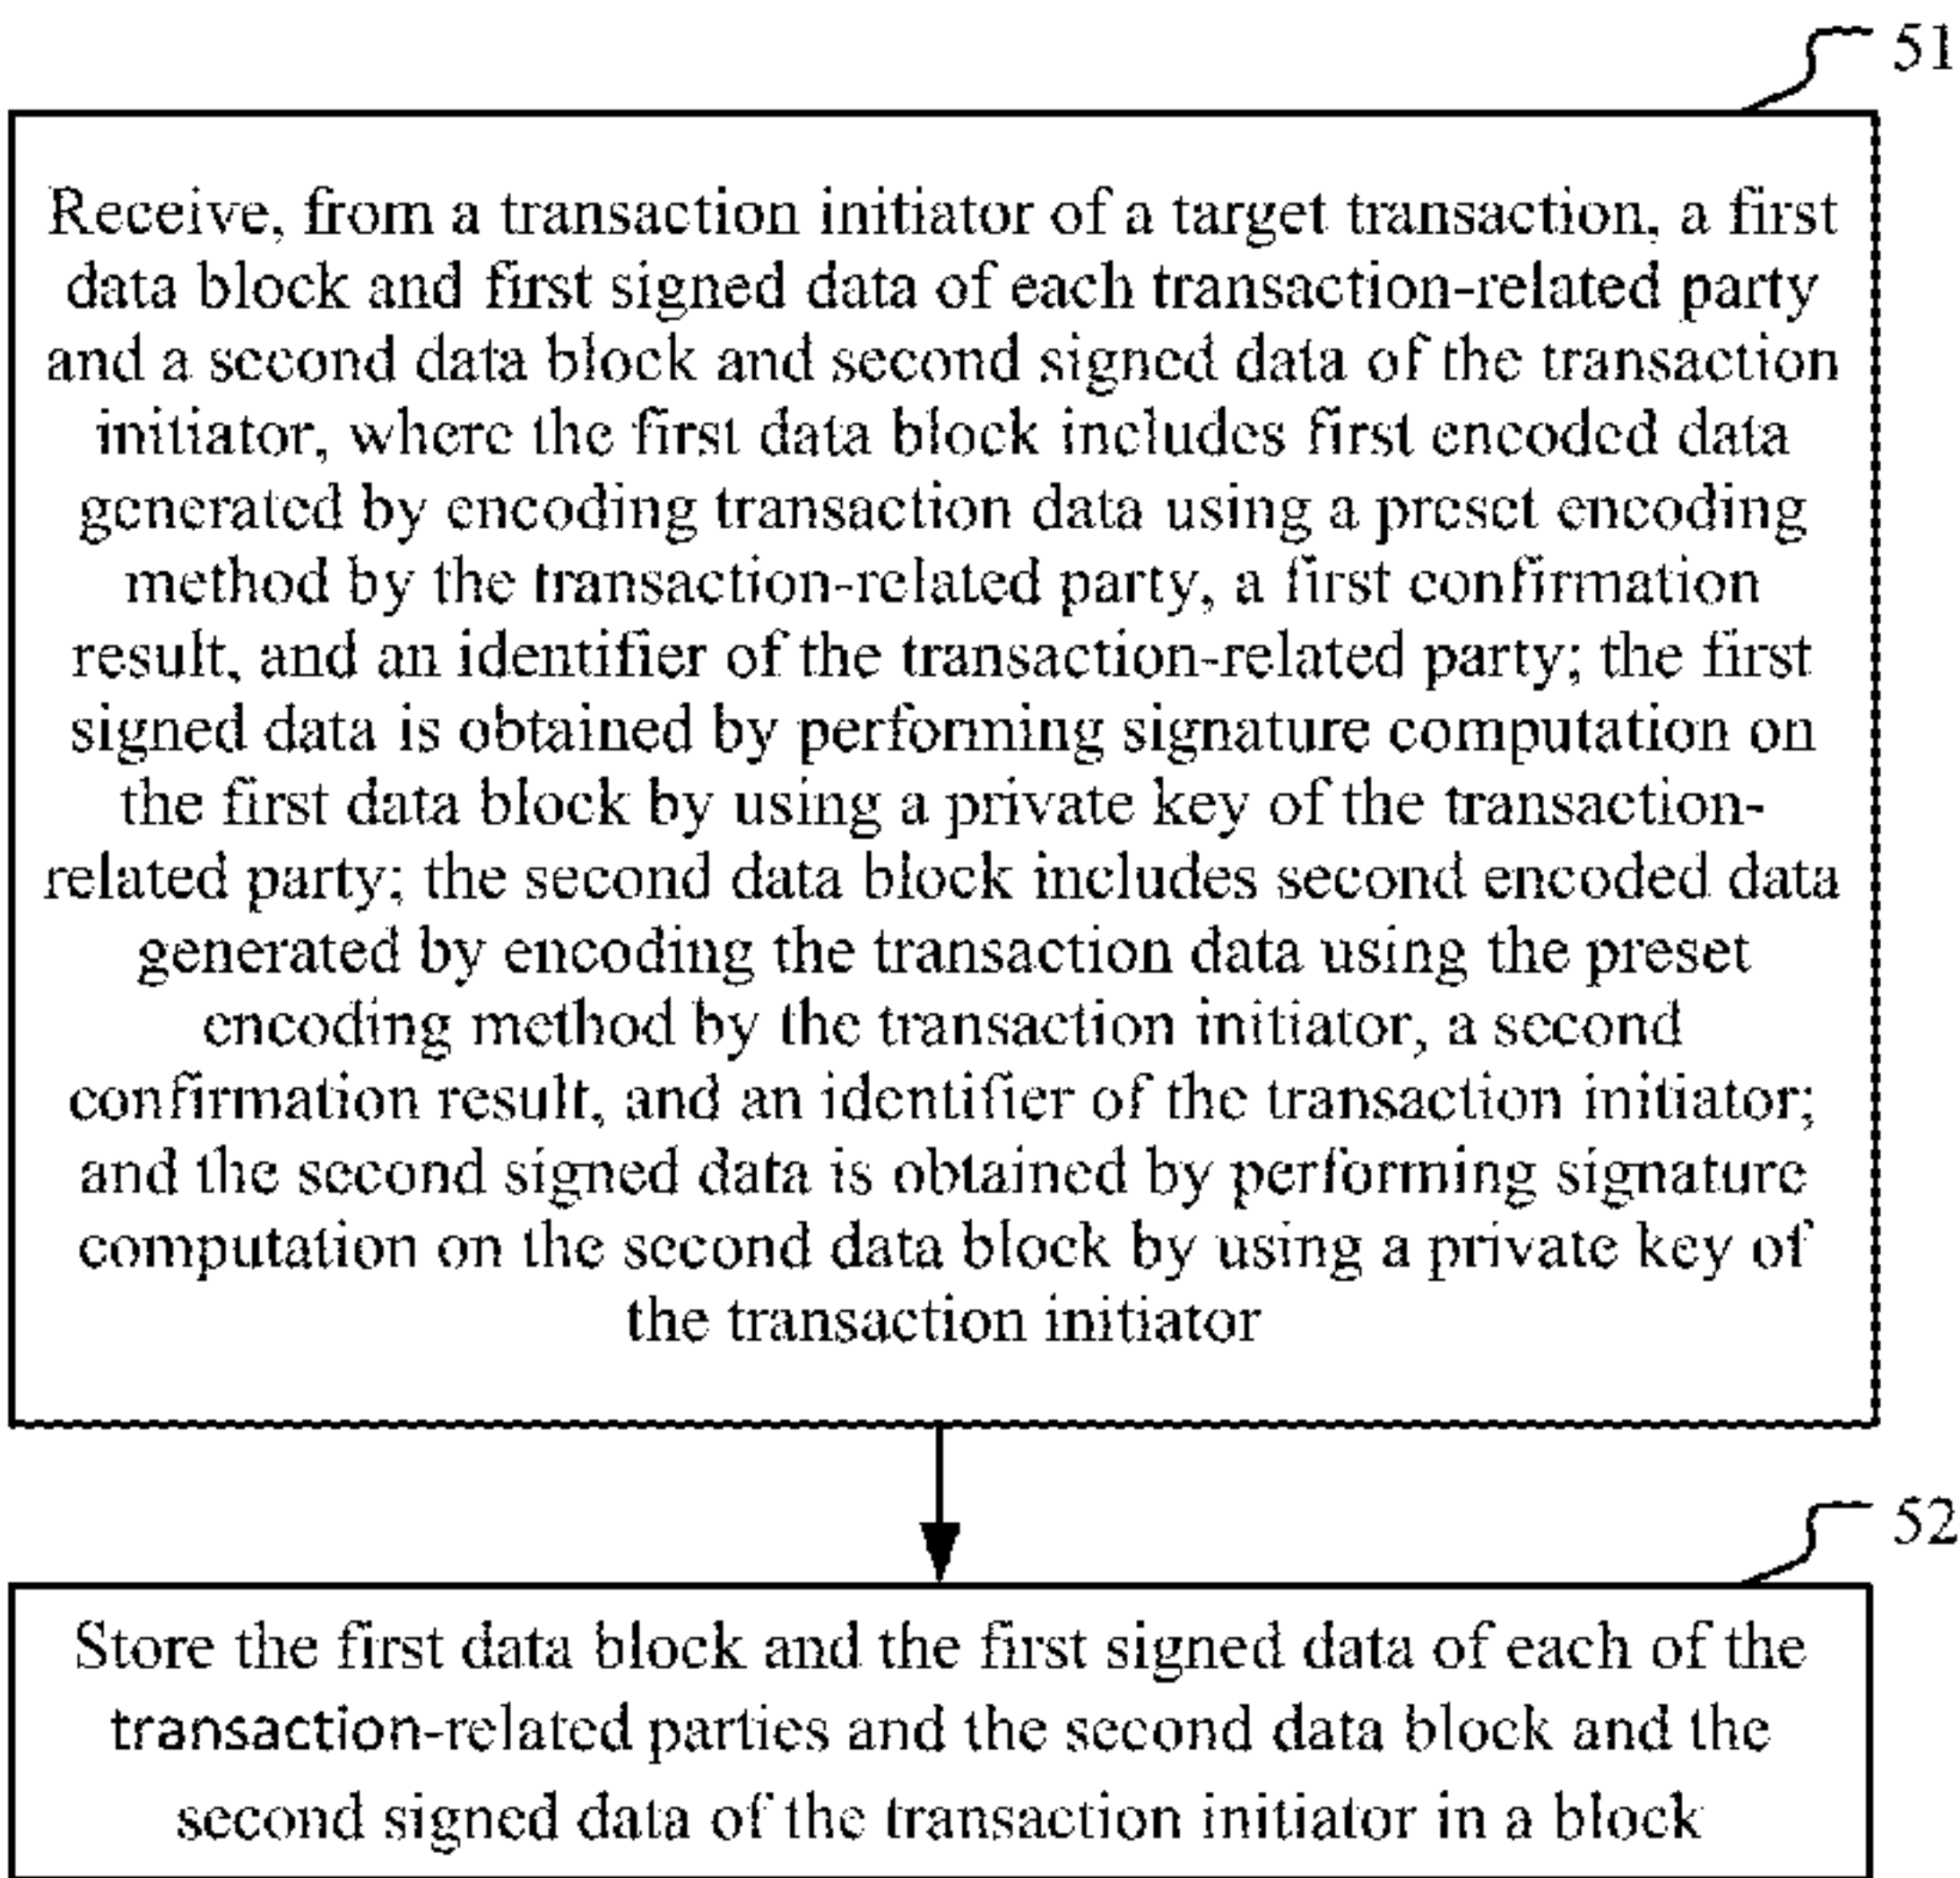 51
Receive, from a transaction initiator of a target transaction, a first
data block and first signed data of each transaction-related party
and a second data block and second signed data of the transaction
initiator, where the first data block includes first encoded data
generated by encoding transaction data using a preset encoding
method by the transaction-related party, a first confirmation
result, and an identifier of the transaction-related party; the first
signed data is obtained by performing signature computation on
the first data block by using a private key of the transaction-
related party; the second data block includes second encoded data
generated by encoding the transaction data using the preset
encoding method by the transaction initiator, a second
confirmation result, and an identifier of the transaction initiator;
and the second signed data is obtained by performing signature
computation on the second data block by using a private key of
the transaction initiator
52
Store the first data block and the first signed data of each of the
transaction-related parties and the second data block and the
second signed data of the transaction initiator in a block